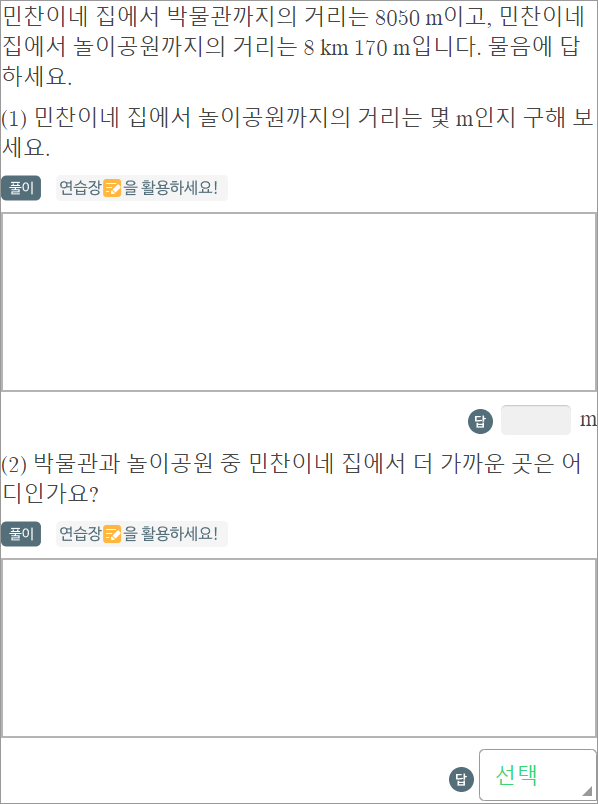 민찬이네 집에서 박물관까지의 거리는 8050 m이고, 민찬이네
집에서 놀이공원까지의 거리는 8 km 170 m입니다. 물음에 답
하세요.
(1) 민찬이네 집에서 놀이공원까지의 거리는 몇 m인지 구해 보
세요.
풀이 연습장을 활용하세요!
답 m
(2) 박물관과 놀이공원 중 민찬이네 집에서 더 가까운 곳은 어
디인가요?
풀이 연습장을 활용하세요!
답 선택